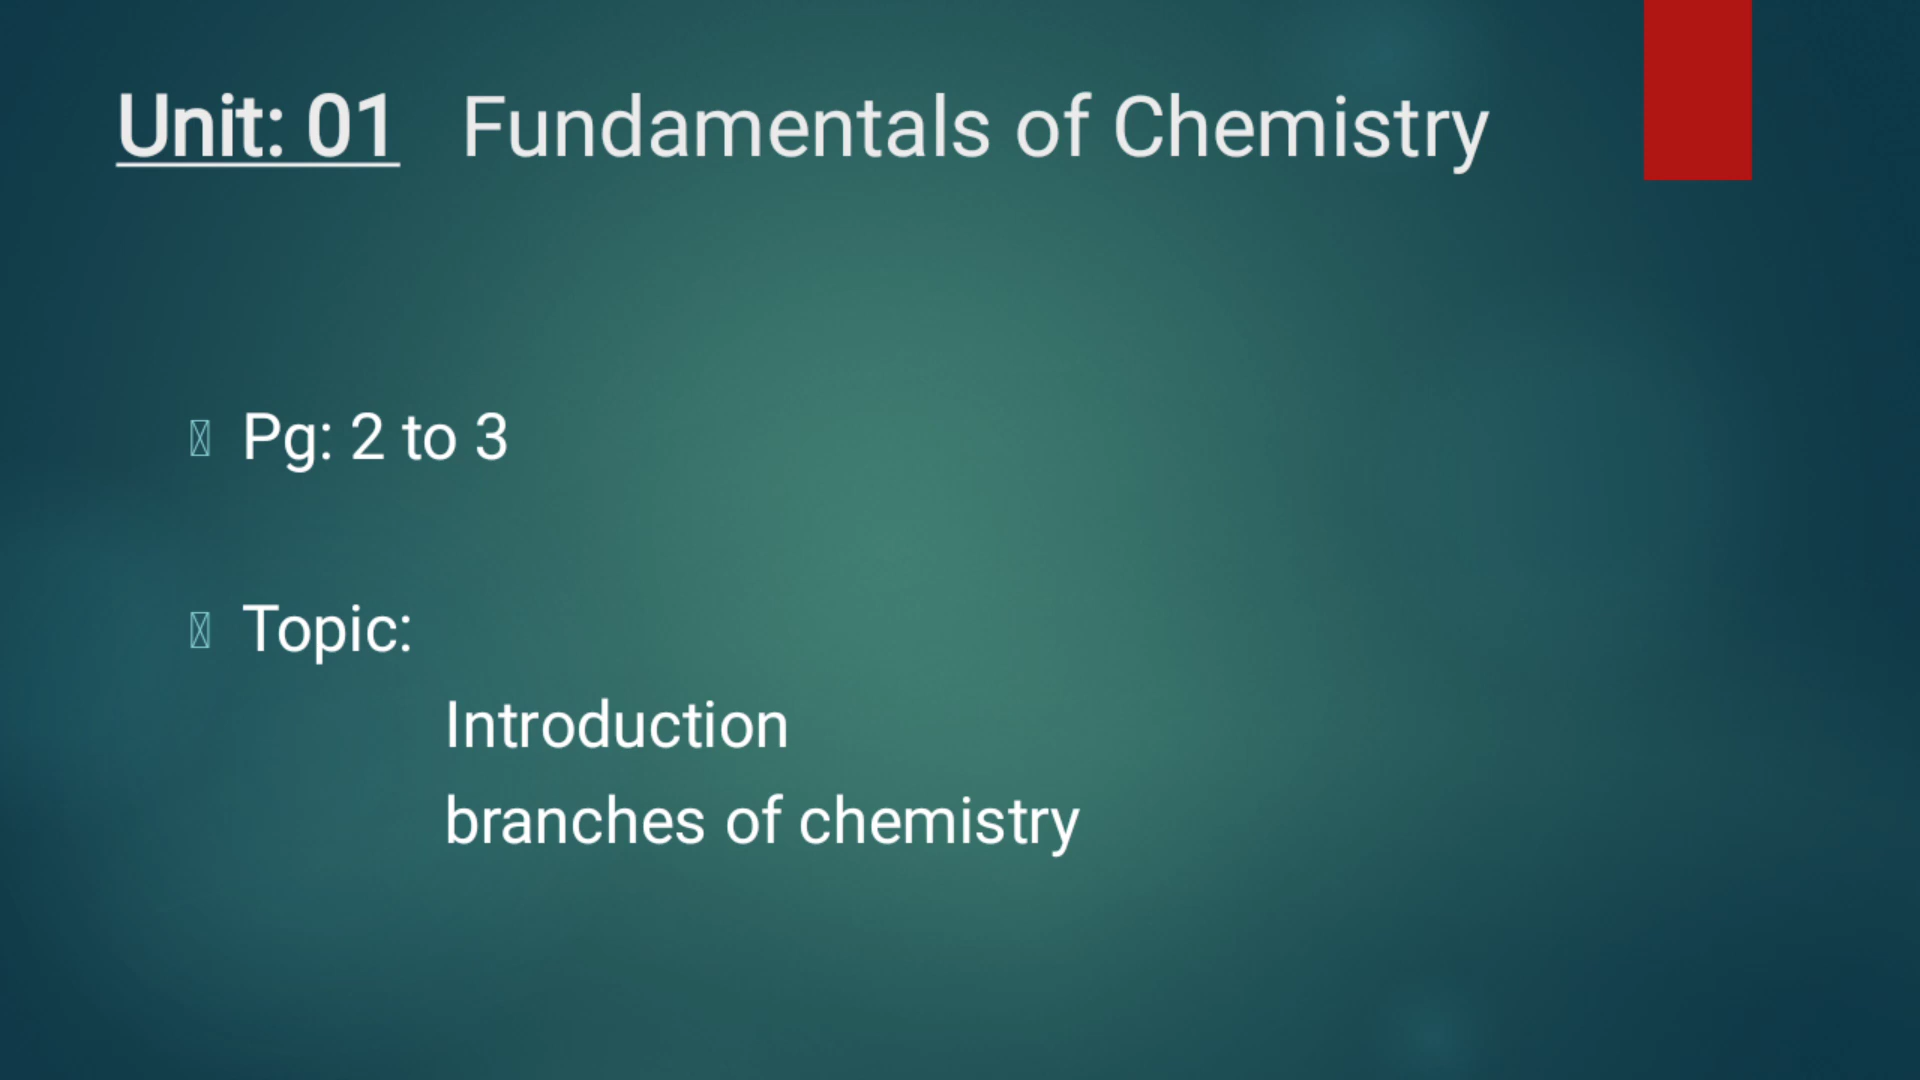 Unit: 01 Fundamentals of Chemistry
Pg: 2 to 3
Topic:
Introduction
branches of chemistry